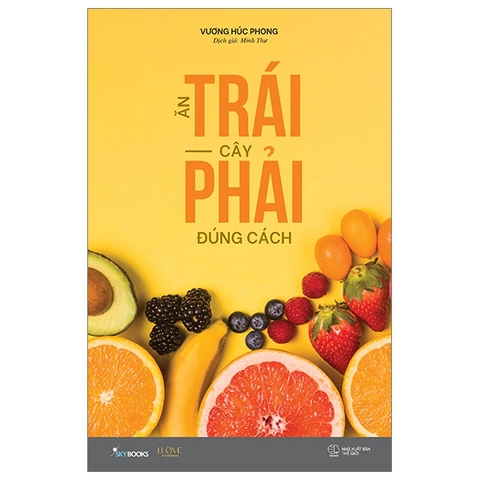 VƯƠNG HÚC PHONG
Dịch giả: Minh Thư
ĂN
TRÁI
CÂY
PHẢI
ĐÚNG CÁCH
SKYBOOKS
ILOVE
NHÀ XUẤT BẢN
THẾ GIỚI